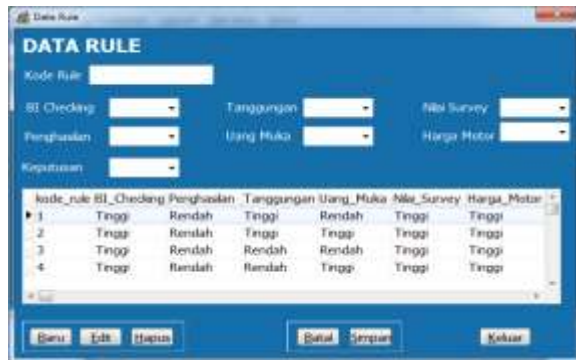 Data Rule
DATA RULE
Kode Rule
BI Checking Tanggungan Nilai Survey
Penghasilan Uang Muka Harga Motor
Keputusan
kode_rule BI_Checking Penghasilan Tanggungan Uang_Muka Nilai_Survey Harga_Motor
1 Tinggi Rendah Tinggi Rendah Tinggi Tinggi
2 Tinggi Rendah Tinggi Tinggi Tinggi Tinggi
3 Tinggi Rendah Rendah Rendah Tinggi Tinggi
4 Tinggi Rendah Rendah Tinggi Tinggi Tinggi
Baru Edit Hapus Batal Simpan Keluar